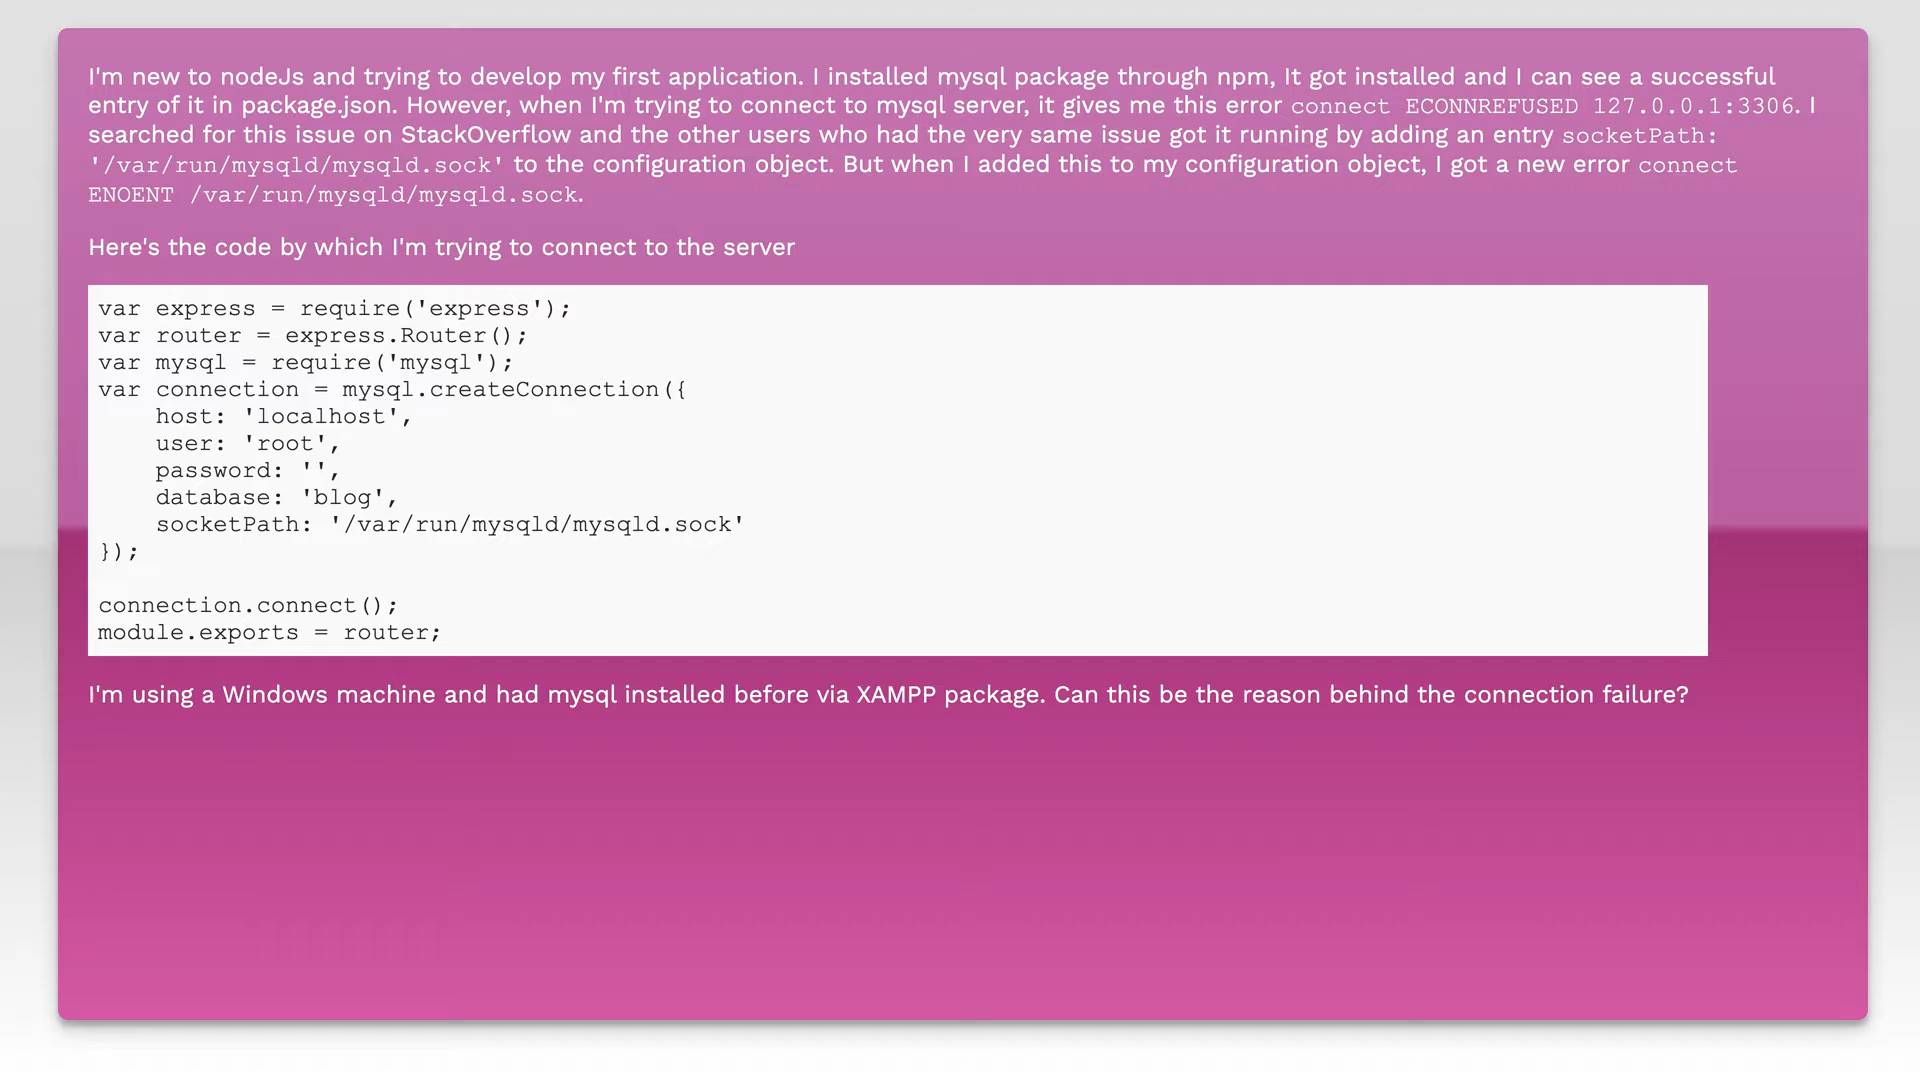 I'm new to nodeJs and trying to develop my first application. I installed mysql package through npm, It got installed and I can see a successful
entry of it in package.json. However, when I'm trying to connect to mysql server, it gives me this error connect ECONNREFUSED 127.0.0.1:3306. I
searched for this issue on StackOverflow and the other users who had the very same issue got it running by adding an entry socketPath:
'/var/run/mysqld/mysqld.sock' to the configuration object. But when I added this to my configuration object, I got a new error connect
ENOENT /var/run/mysqld/mysqld.sock.
Here's the code by which I'm trying to connect to the server
var express = require('express');
var router = express.Router();
var mysql = require('mysql');
var connection = mysql.createConnection({
    host: 'localhost',
    user: 'root',
    password: '',
    database: 'blog',
    socketPath: '/var/run/mysqld/mysqld.sock'
});
connection.connect();
module.exports = router;
I'm using a Windows machine and had mysql installed before via XAMPP package. Can this be the reason behind the connection failure?